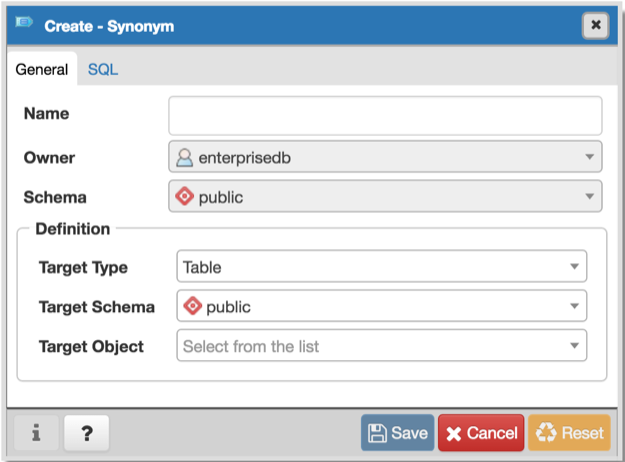 Create - Synonym
General SQL
Name
Owner enterprisedb
Schema public
Definition
Target Type Table
Target Schema public
Target Object Select from the list
i ? Save Cancel Reset